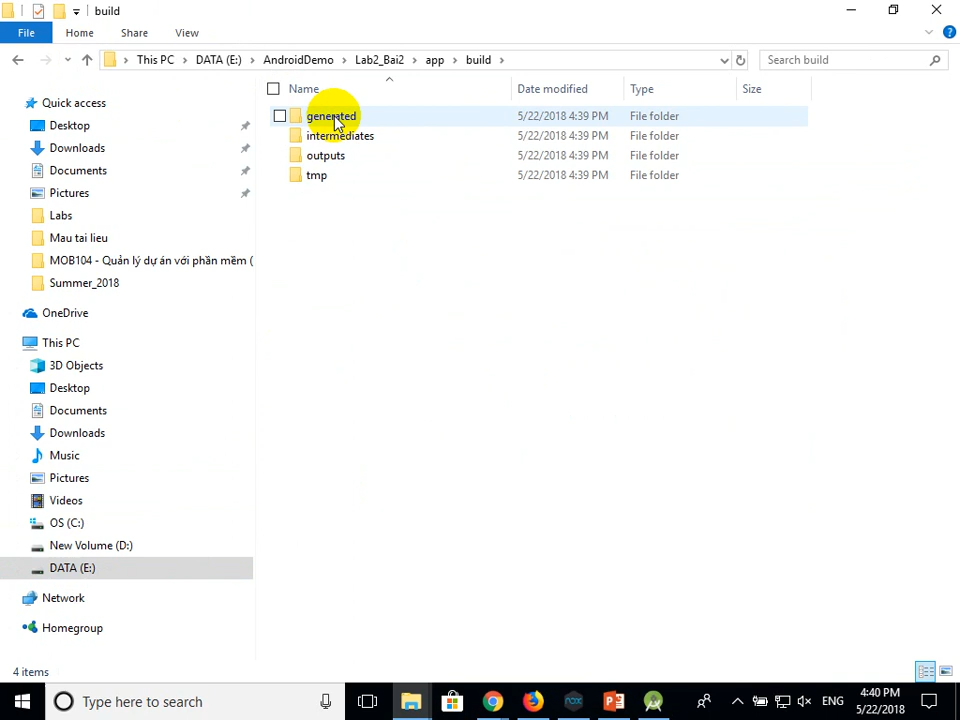 build
File Home Share View
This PC DATA (E:) AndroidDemo Lab2_Bai2 app build Search build
Name Date modified Type Size
Quick access
Desktop
Downloads
Documents
Pictures
Labs
Mau tai lieu
MOB104 - Quản lý dự án với phần mềm (
Summer_2018
OneDrive
This PC
3D Objects
Desktop
Documents
Downloads
Music
Pictures
Videos
OS (C:)
New Volume (D:)
DATA (E:)
Network
Homegroup
generated 5/22/2018 4:39 PM File folder
intermediates 5/22/2018 4:39 PM File folder
outputs 5/22/2018 4:39 PM File folder
tmp 5/22/2018 4:39 PM File folder
4 items
Type here to search
nox
ENG
4:40 PM
5/22/2018